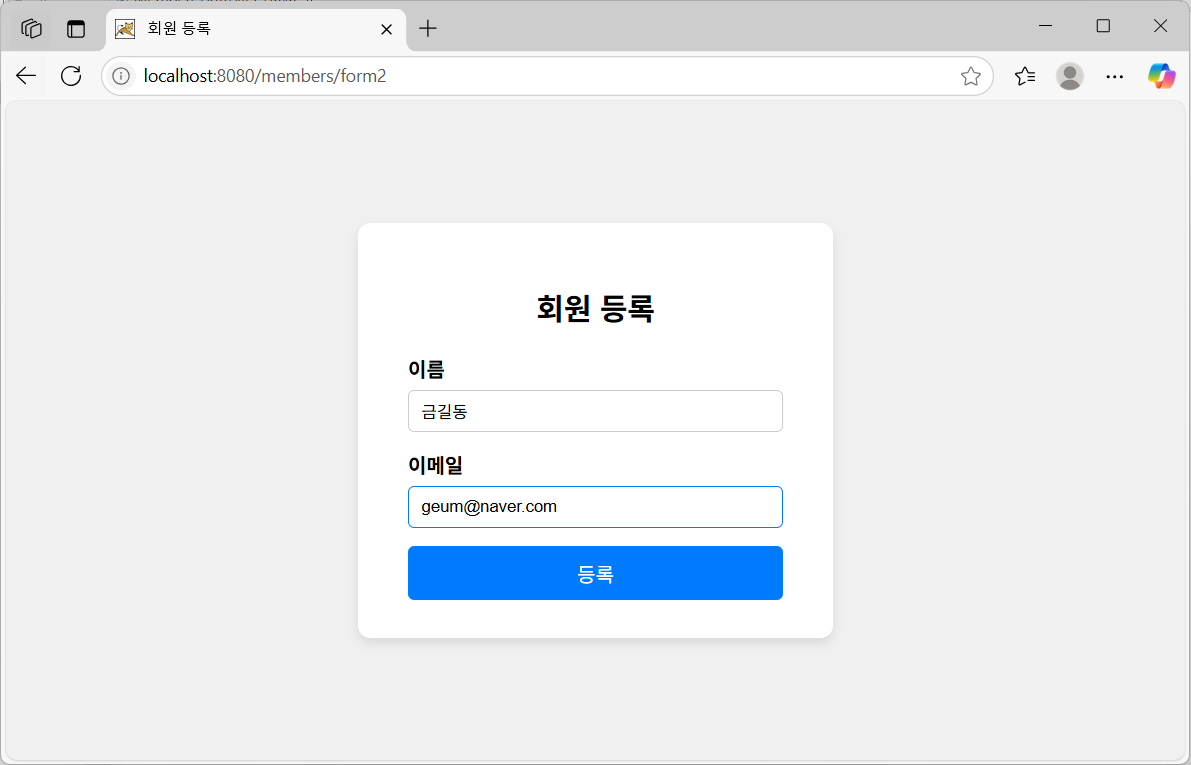 회원 등록
localhost:8080/members/form2
회원 등록
이름
금길동
이메일
geum@naver.com
등록